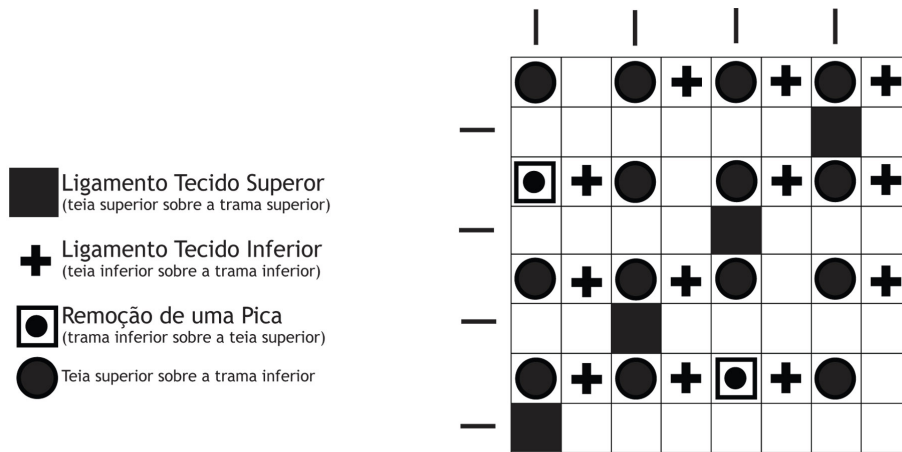 Ligamento Tecido Superor
(teia superior sobre a trama superior)
Ligamento Tecido Inferior
(teia inferior sobre a trama inferior)
Remoção de uma Pica
(trama inferior sobre a teia superior)
Teia superior sobre a trama inferior